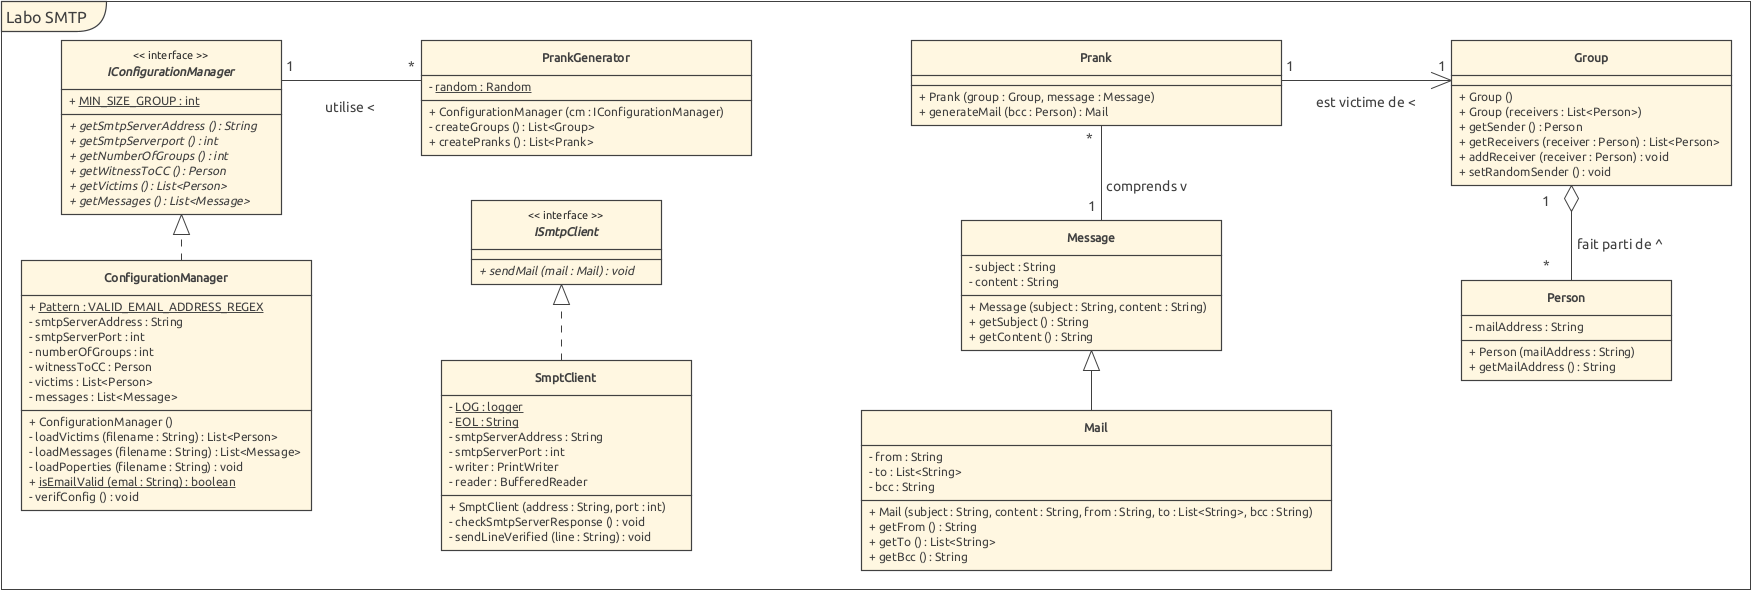 Labo SMTP
<< interface >>
IConfigurationManager
+ MIN_SIZE_GROUP : int
+ getSmtpServerAddress () : String
+ getSmtpServerport () : int
+ getNumberOfGroups () : int
+ getWitnessToCC () : Person
+ getVictims () : List<Person>
+ getMessages () : List<Message>
1
*
utilise <
PrankGenerator
- random : Random
+ ConfigurationManager (cm : IConfigurationManager)
- createGroups () : List<Group>
+ createPranks () : List<Prank>
ConfigurationManager
+ Pattern : VALID_EMAIL_ADDRESS_REGEX
- smtpServerAddress : String
- smtpServerPort : int
- numberOfGroups : int
- witnessToCC : Person
- victims : List<Person>
- messages : List<Message>
+ ConfigurationManager ()
- loadVictims (filename : String) : List<Person>
- loadMessages (filename : String) : List<Message>
- loadPoperties (filename : String) : void
+ isEmailValid (emal : String) : boolean
- verifConfig () : void
<< interface >>
ISmtpClient
+ sendMail (mail : Mail) : void
SmptClient
- LOG : logger
- EOL : String
- smtpServerAddress : String
- smtpServerPort : int
- writer : PrintWriter
- reader : BufferedReader
+ SmptClient (address : String, port : int)
- checkSmtpServerResponse () : void
- sendLineVerified (line : String) : void
Prank
+ Prank (group : Group, message : Message)
+ generateMail (bcc : Person) : Mail
1
1
est victime de <
*
comprends v
1
Group
+ Group ()
+ Group (receivers : List<Person>)
+ getSender () : Person
+ getReceivers (receiver : Person) : List<Person>
+ addReceiver (receiver : Person) : void
+ setRandomSender () : void
1
fait parti de ^
*
Message
- subject : String
- content : String
+ Message (subject : String, content : String)
+ getSubject () : String
+ getContent () : String
Person
- mailAddress : String
+ Person (mailAddress : String)
+ getMailAddress () : String
Mail
- from : String
- to : List<String>
- bcc : String
+ Mail (subject : String, content : String, from : String, to : List<String>, bcc : String)
+ getFrom () : String
+ getTo () : List<String>
+ getBcc () : String